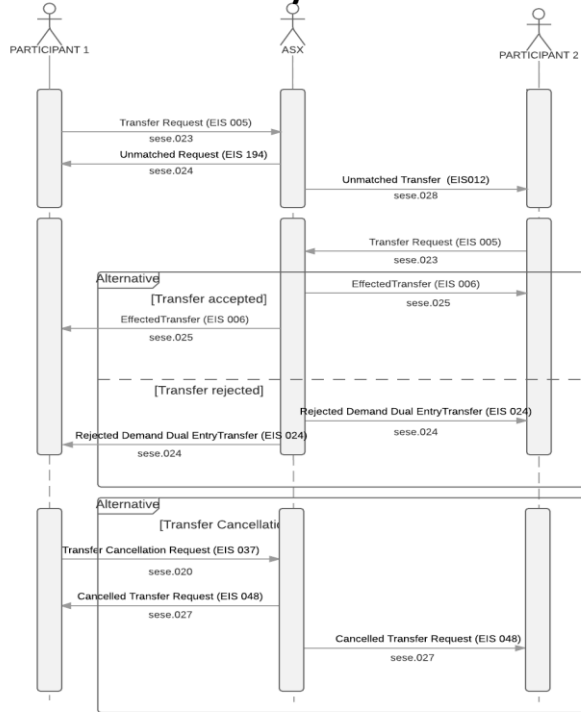 PARTICIPANT 1
ASX
PARTICIPANT 2
Transfer Request (EIS 005)
sese.023
Unmatched Request (EIS 194)
sese.024
Unmatched Transfer (EIS012)
sese.028
Transfer Request (EIS 005)
sese.023
Alternative
[Transfer accepted]
EffectedTransfer (EIS 006)
sese.025
EffectedTransfer (EIS 006)
sese.025
[Transfer rejected]
Rejected Demand Dual EntryTransfer (EIS 024)
sese.024
Rejected Demand Dual EntryTransfer (EIS 024)
sese.024
Alternative
[Transfer Cancellati
Transfer Cancellation Request (EIS 037)
sese.020
Cancelled Transfer Request (EIS 048)
sese.027
Cancelled Transfer Request (EIS 048)
sese.027